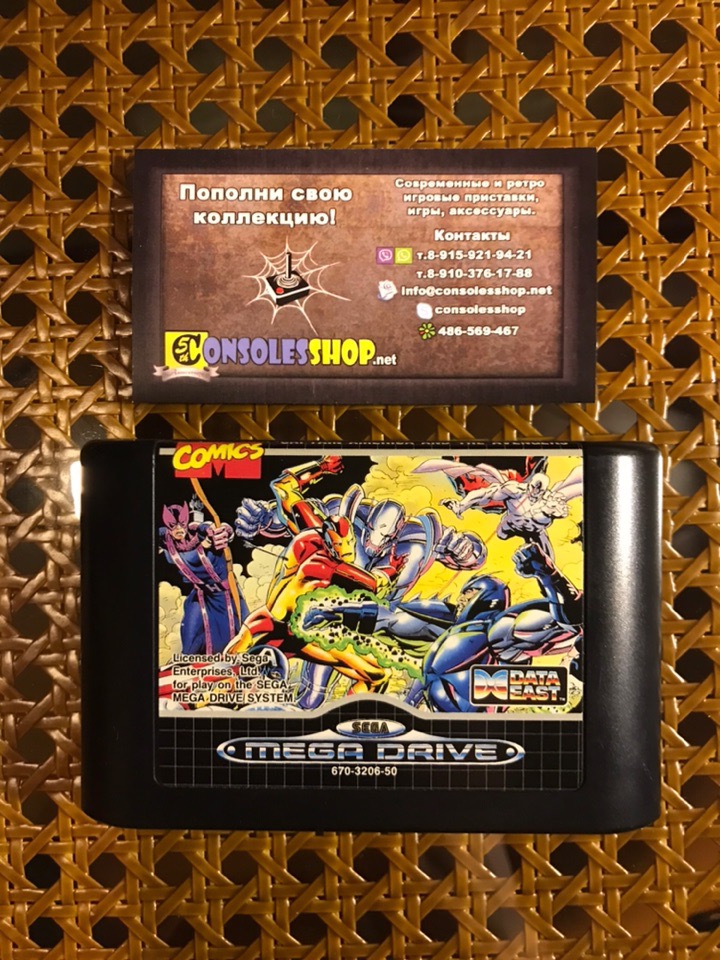 Пополни свою
коллекцию!
Современные и ретро
игровые приставки,
игры, аксессуары.
Контакты
т.8-915-921-94-21
т.8-910-376-17-88
info@consolesshop.net
consolesshop
486-569-467
CONSOLESSHOP.net
COMICS
M
Licensed by Sega
Enterprises, Ltd.
for play on the SEGA
MEGA DRIVE SYSTEM
DATA
EAST
SEGA
MEGA DRIVE
670-3206-50